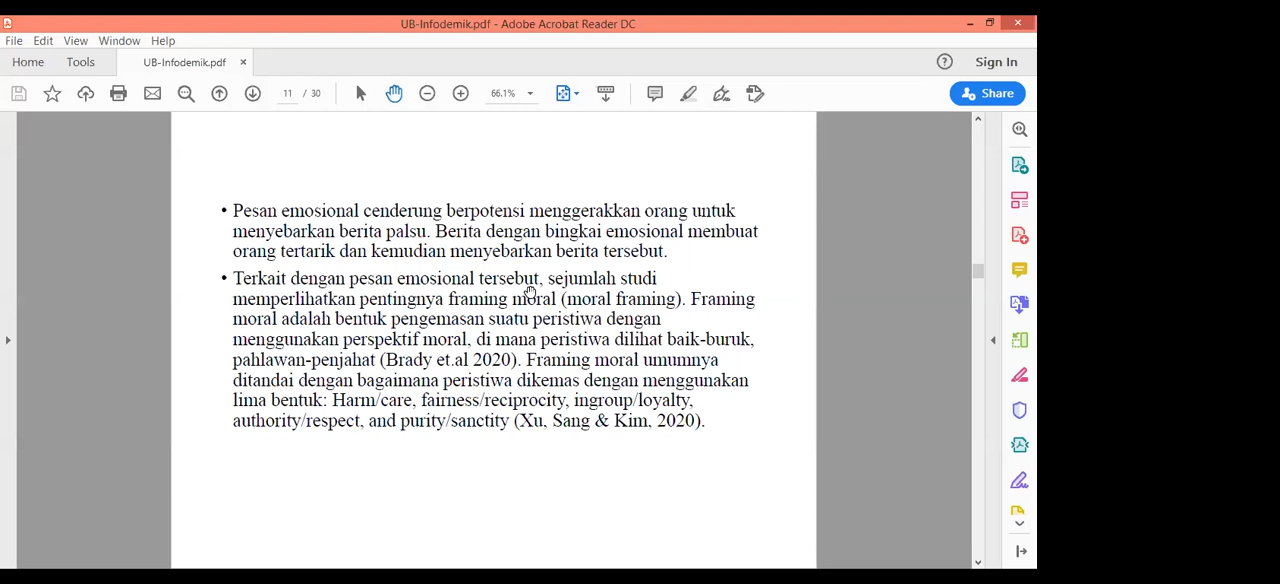 UB-Infodemik.pdf - Adobe Acrobat Reader DC
File Edit View Window Help
Home Tools UB-Infodemik.pdf × Sign In
11 / 30 66.1% Share
• Pesan emosional cenderung berpotensi menggerakkan orang untuk
menyebarkan berita palsu. Berita dengan bingkai emosional membuat
orang tertarik dan kemudian menyebarkan berita tersebut.
• Terkait dengan pesan emosional tersebut, sejumlah studi
memperlihatkan pentingnya framing moral (moral framing). Framing
moral adalah bentuk pengemasan suatu peristiwa dengan
menggunakan perspektif moral, di mana peristiwa dilihat baik-buruk,
pahlawan-penjahat (Brady et.al 2020). Framing moral umumnya
ditandai dengan bagaimana peristiwa dikemas dengan menggunakan
lima bentuk: Harm/care, fairness/reciprocity, ingroup/loyalty,
authority/respect, and purity/sanctity (Xu, Sang & Kim, 2020).